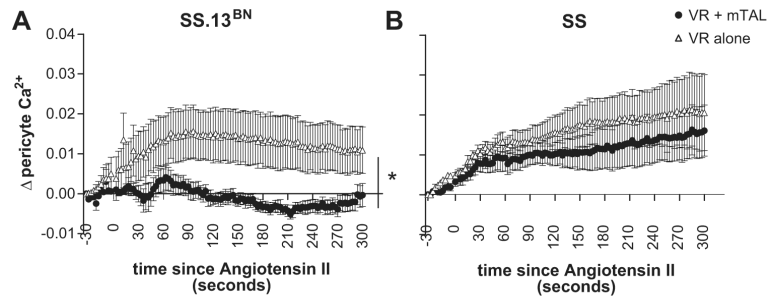 A
SS.13BN
B
SS
VR + mTAL
VR alone
Δ pericyte Ca2+
0.04
0.03
0.02
0.01
0.00
-0.01
*
-30 0 30 60 90 120 150 180 210 240 270 300
-30 0 30 60 90 120 150 180 210 240 270 300
time since Angiotensin II
(seconds)
time since Angiotensin II
(seconds)